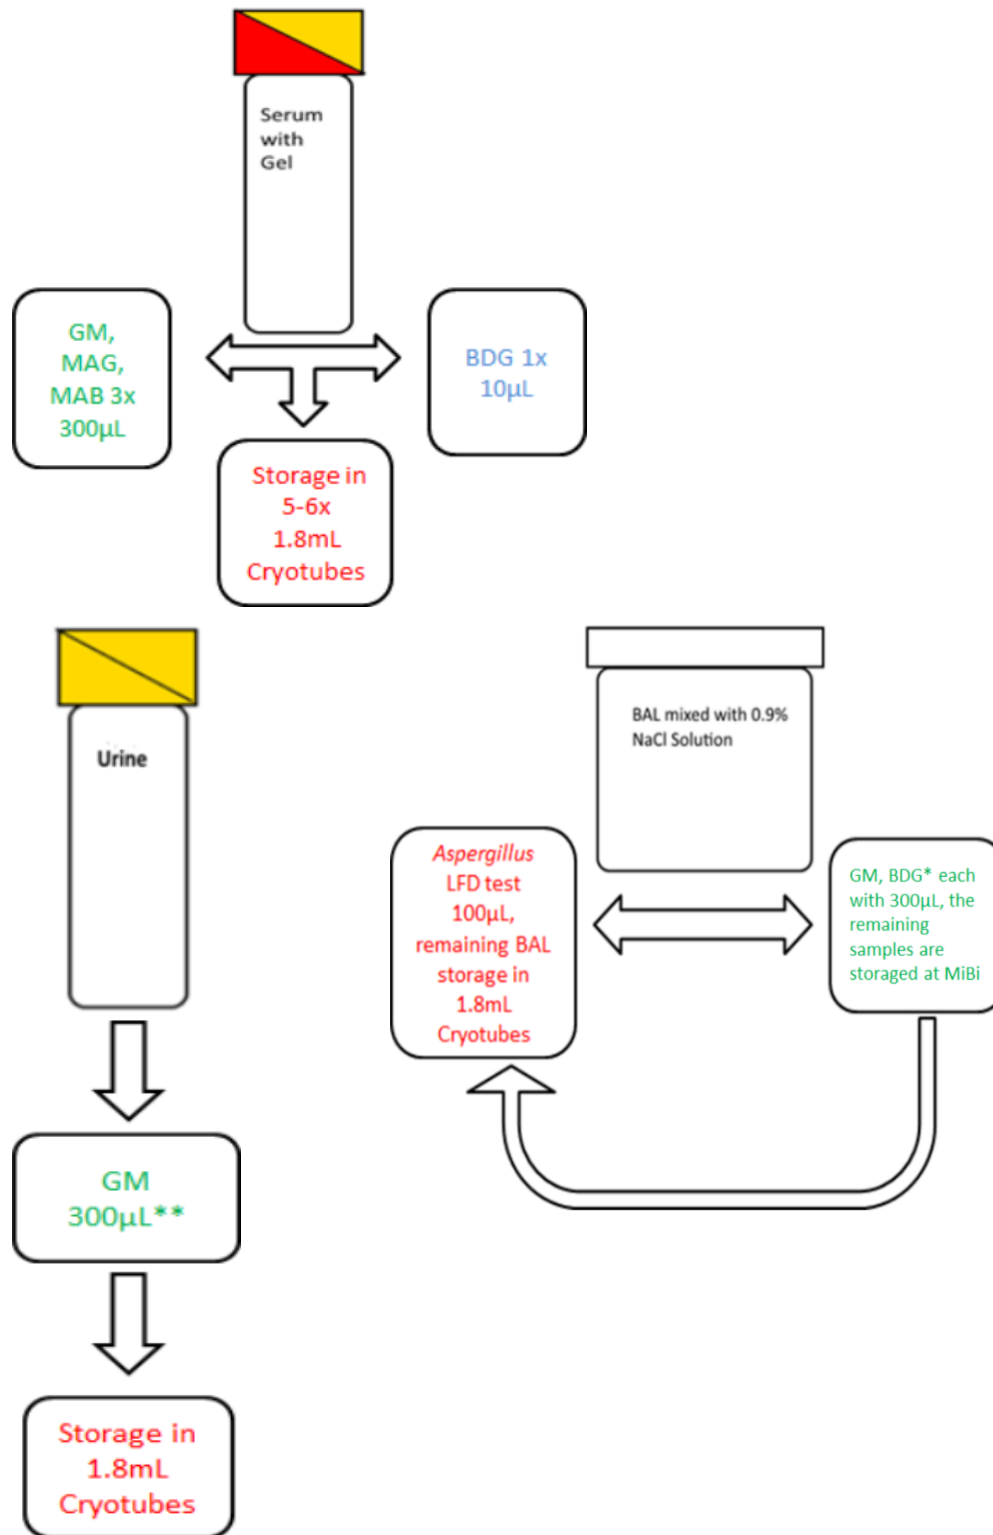 Serum
with
Gel
GM,
MAG,
MAB 3x
300µL
BDG 1x
10µL
Storage in
5-6x
1.8mL
Cryotubes
Urine
BAL mixed with 0.9%
NaCl Solution
Aspergillus
LFD test
100µL,
remaining BAL
storage in
1.8mL
Cryotubes
GM, BDG* each
with 300µL, the
remaining
samples are
storaged at MiBi
GM
300µL**
Storage in
1.8mL
Cryotubes